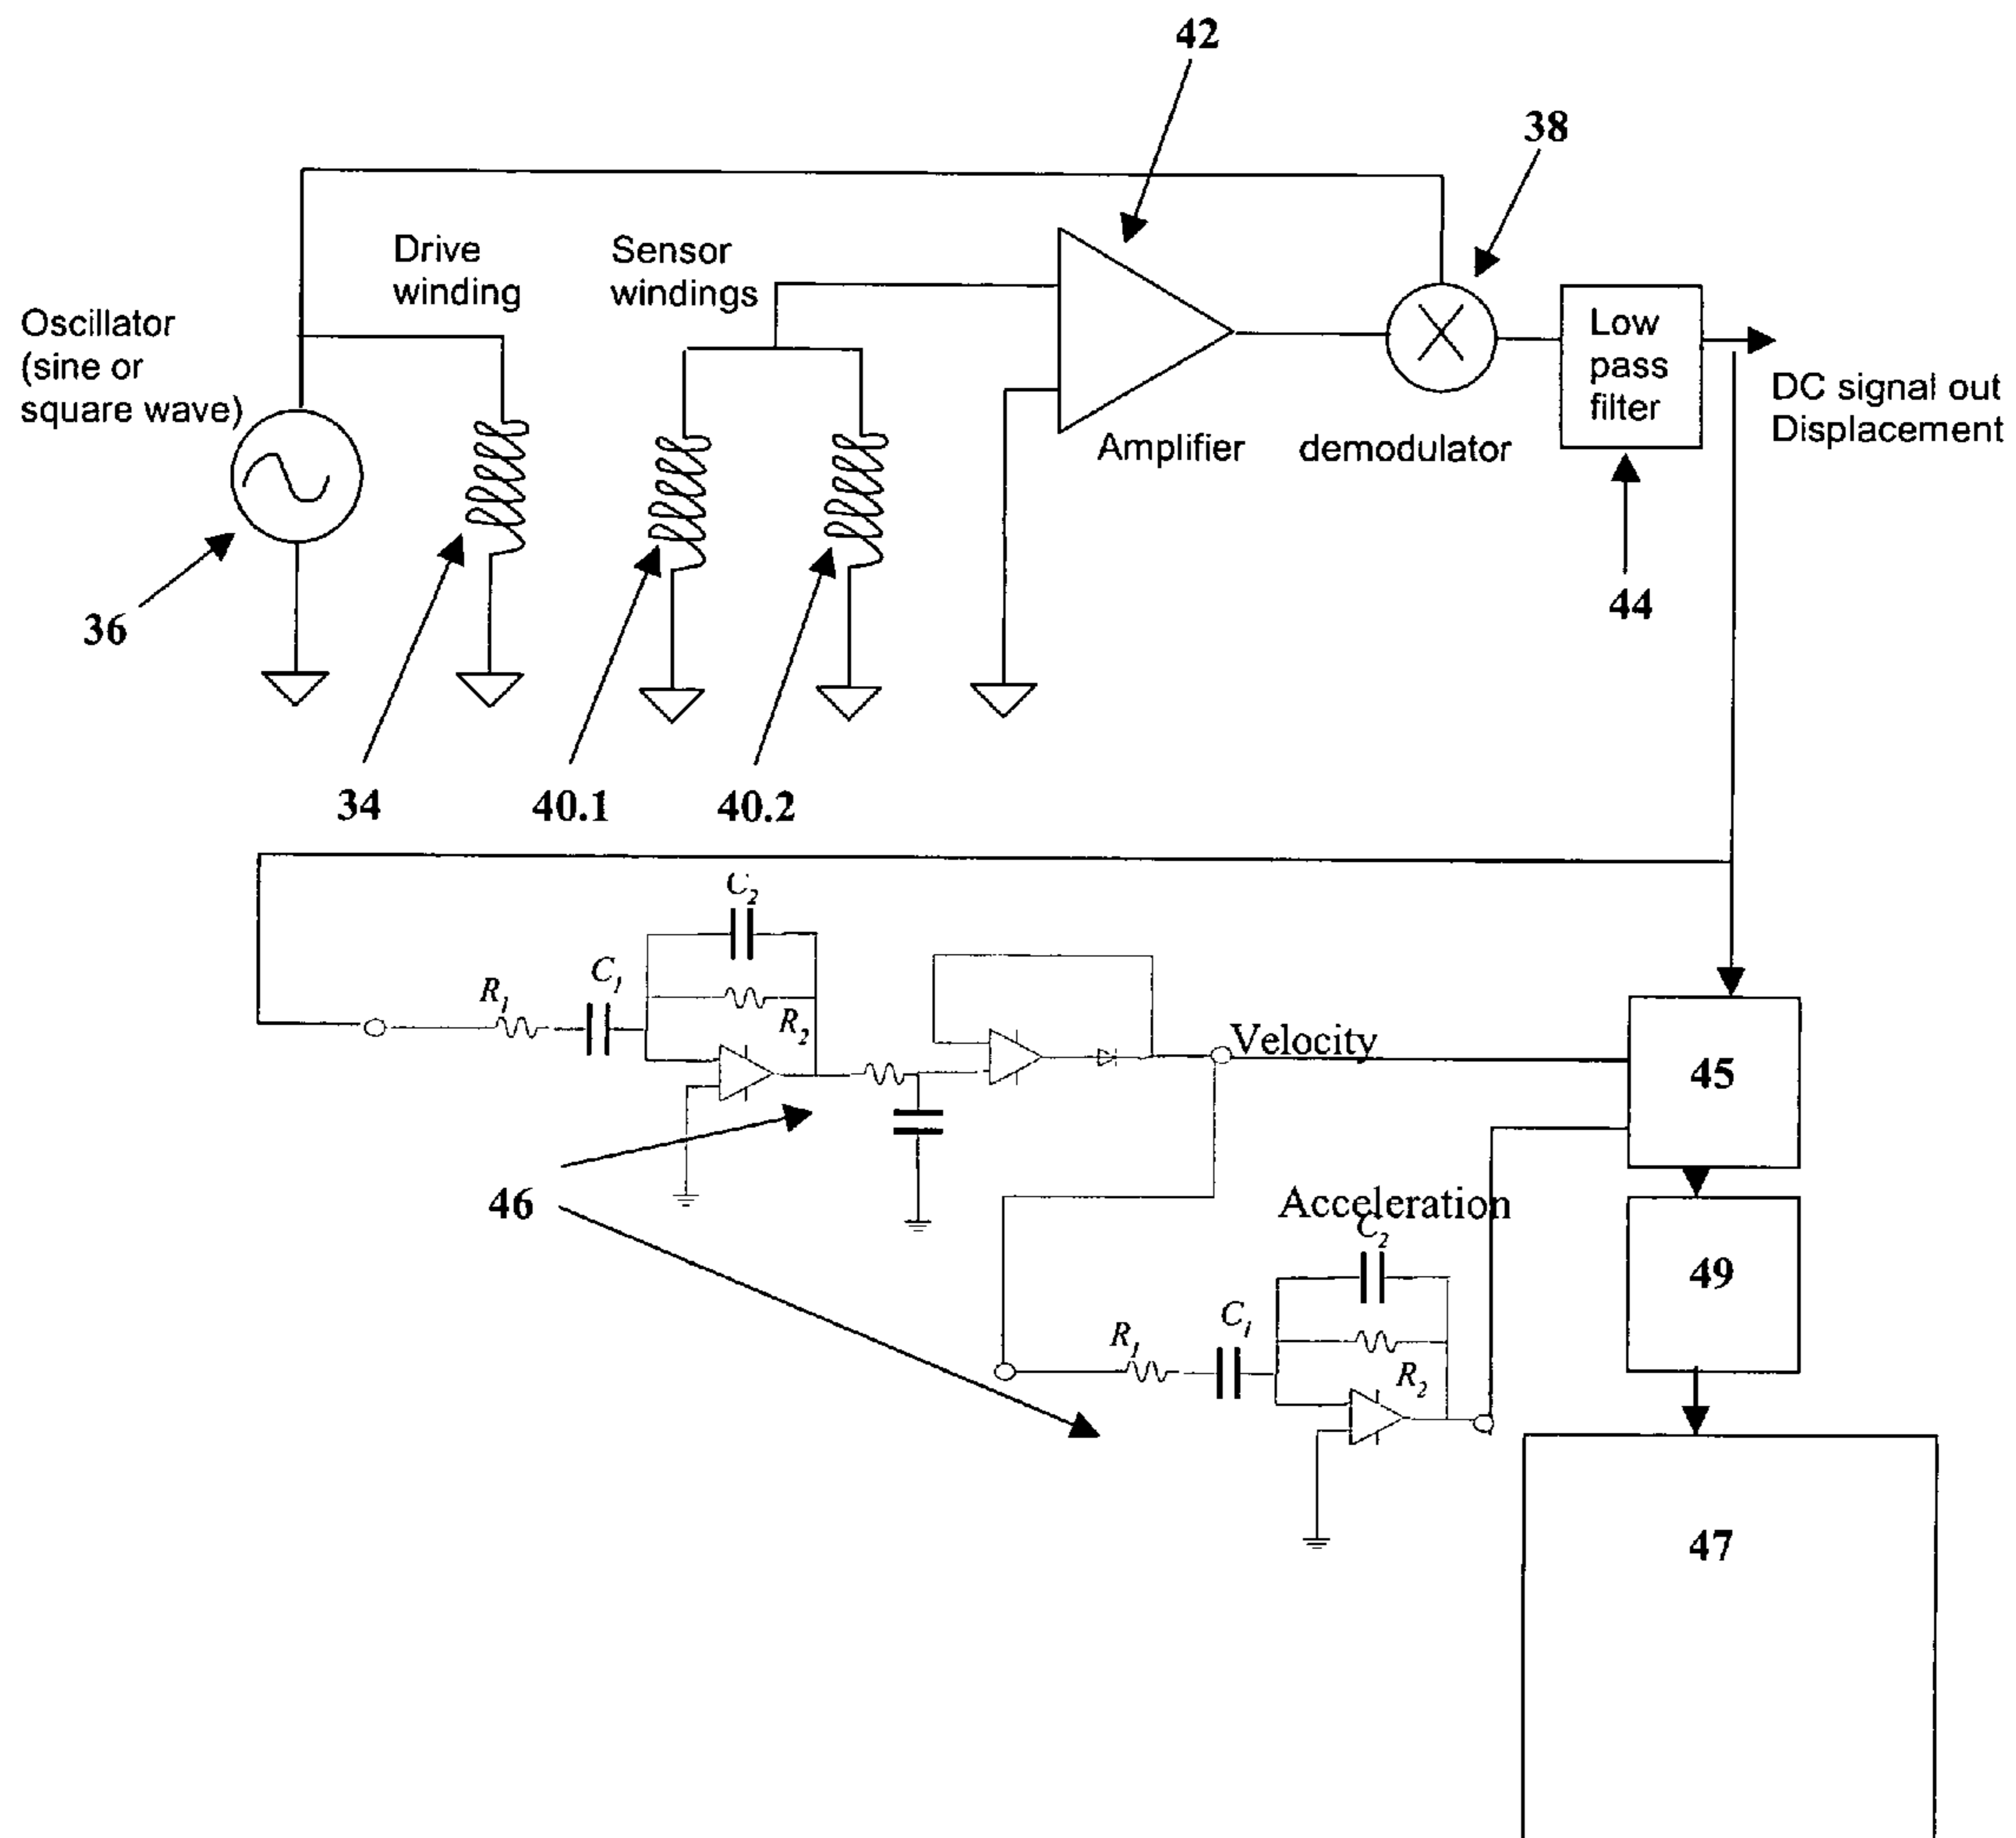 42
38
Drive
winding
Sensor
windings
Oscillator
(sine or
square wave)
Low
pass
filter
DC signal out
Displacement
Amplifier
demodulator
36
44
34
40.1
40.2
C2
C1
R1
R2
Velocity
45
46
Acceleration
C2
49
C1
R1
R2
47